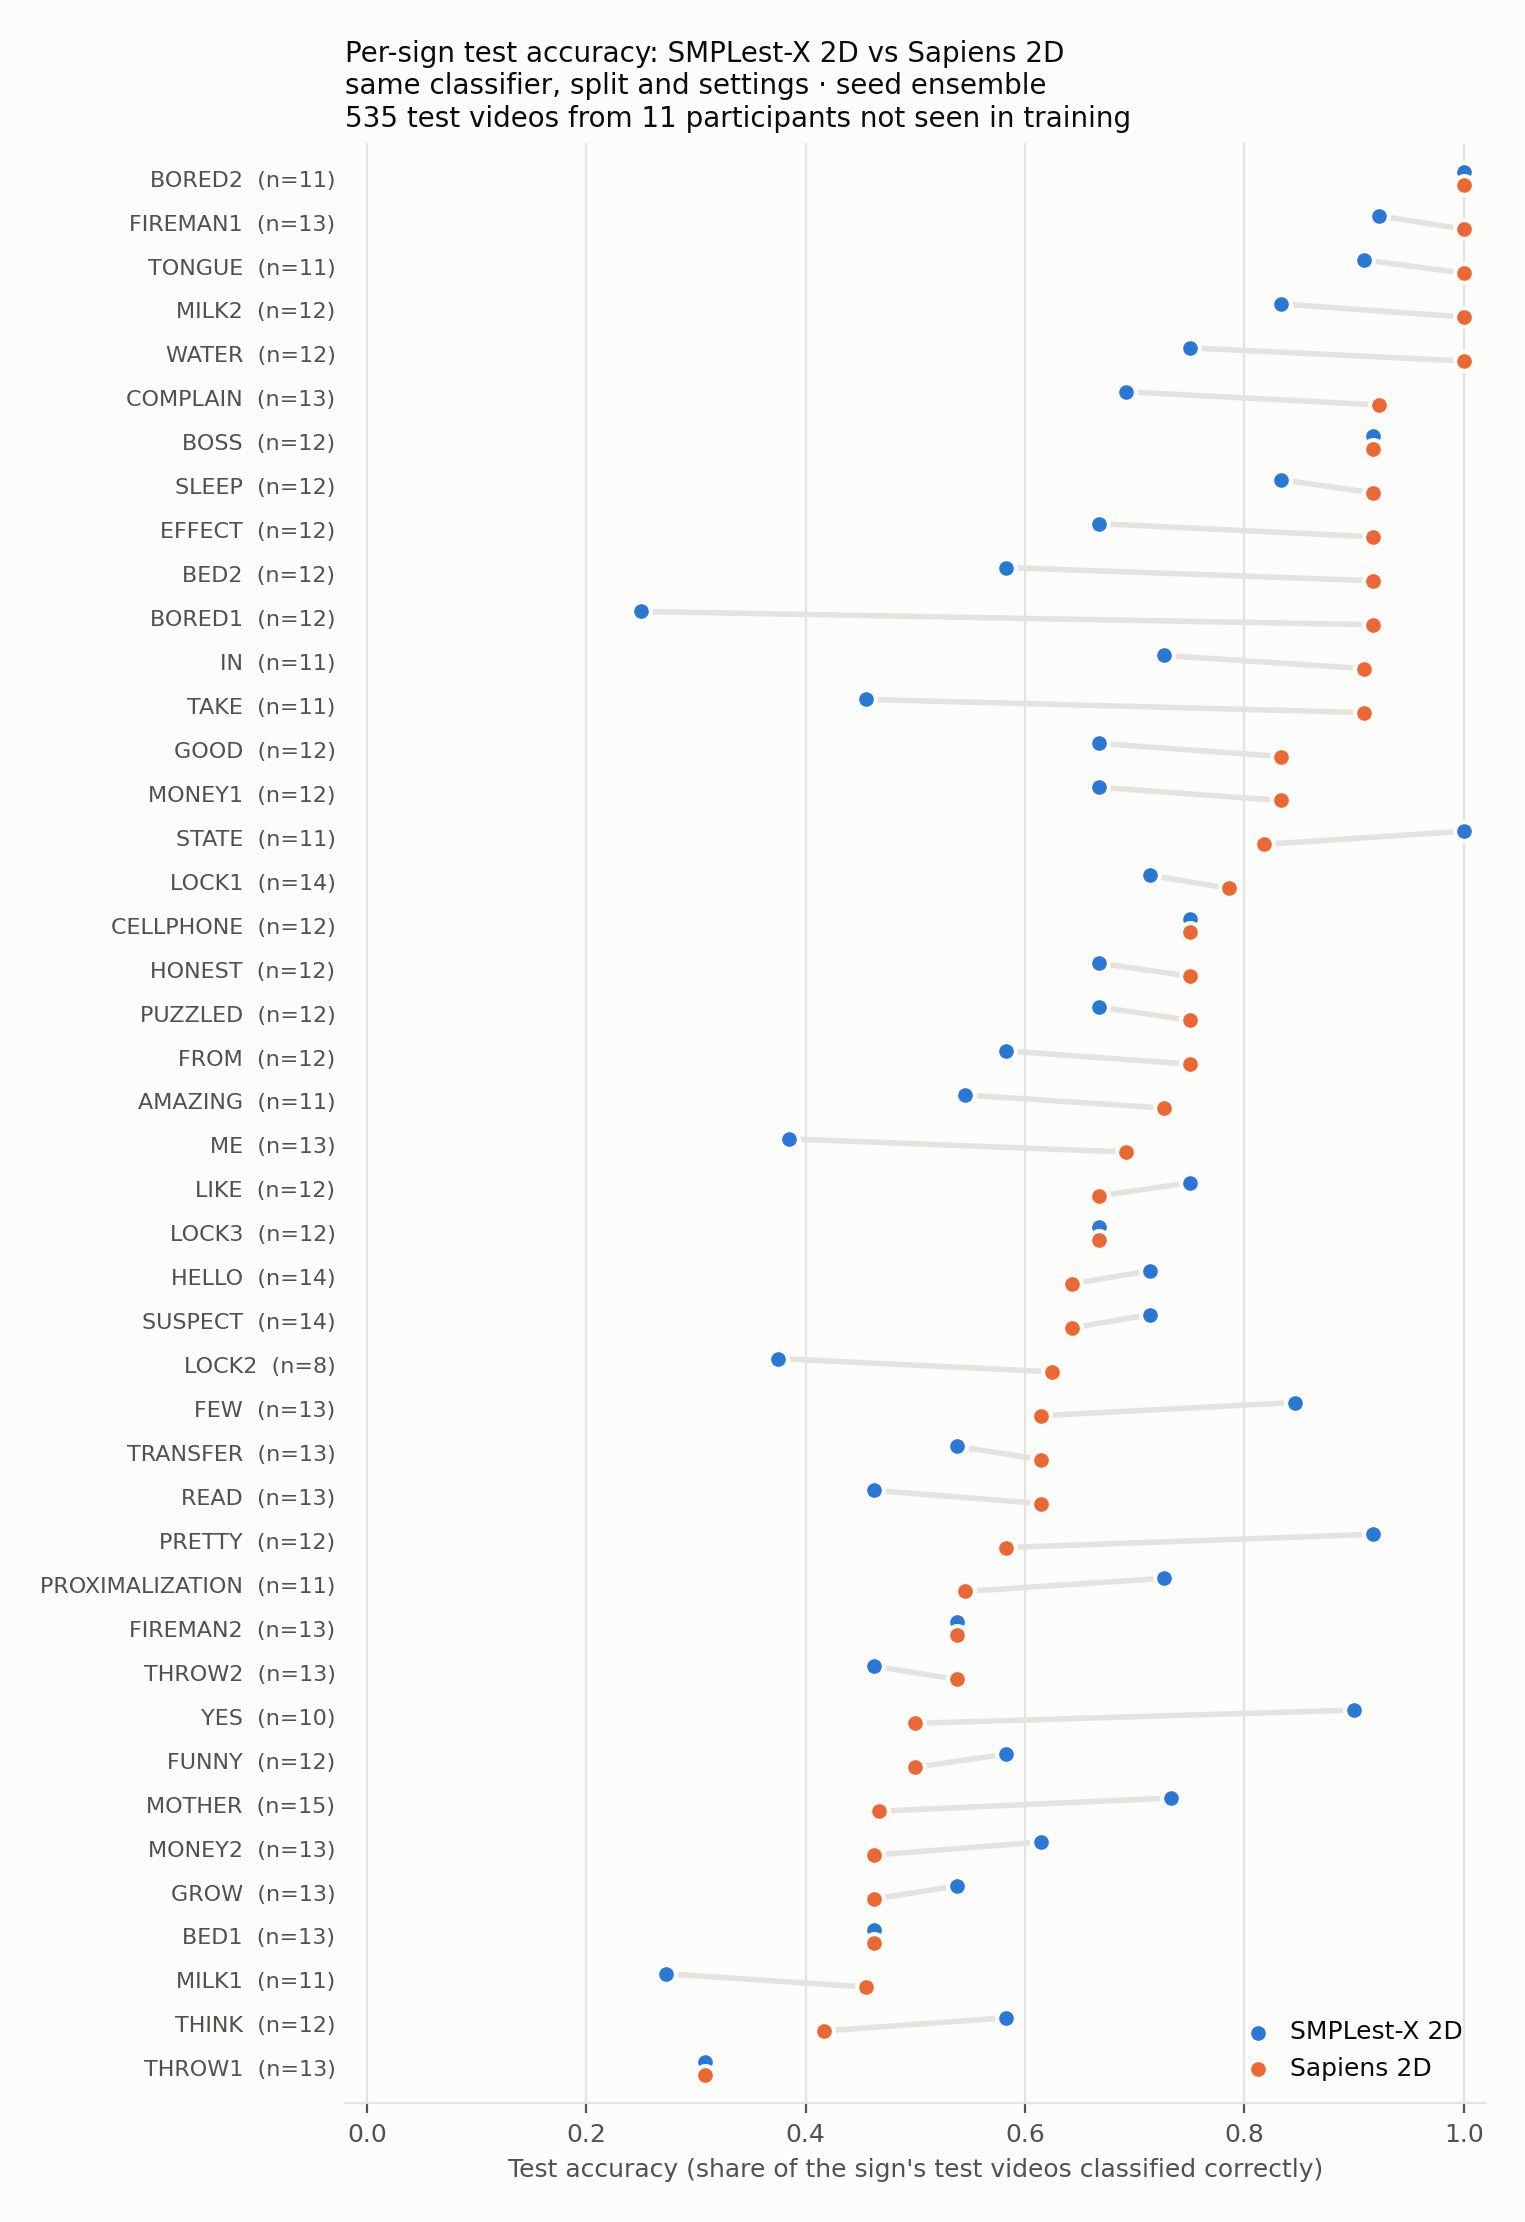 Per-sign test accuracy: SMPLest-X 2D vs Sapiens 2D
same classifier, split and settings · seed ensemble
535 test videos from 11 participants not seen in training
BORED2 (n=11)
FIREMAN1 (n=13)
TONGUE (n=11)
MILK2 (n=12)
WATER (n=12)
COMPLAIN (n=13)
BOSS (n=12)
SLEEP (n=12)
EFFECT (n=12)
BED2 (n=12)
BORED1 (n=12)
IN (n=11)
TAKE (n=11)
GOOD (n=12)
MONEY1 (n=12)
STATE (n=11)
LOCK1 (n=14)
CELLPHONE (n=12)
HONEST (n=12)
PUZZLED (n=12)
FROM (n=12)
AMAZING (n=11)
ME (n=13)
LIKE (n=12)
LOCK3 (n=12)
HELLO (n=14)
SUSPECT (n=14)
LOCK2 (n=8)
FEW (n=13)
TRANSFER (n=13)
READ (n=13)
PRETTY (n=12)
PROXIMALIZATION (n=11)
FIREMAN2 (n=13)
THROW2 (n=13)
YES (n=10)
FUNNY (n=12)
MOTHER (n=15)
MONEY2 (n=13)
GROW (n=13)
BED1 (n=13)
MILK1 (n=11)
THINK (n=12)
THROW1 (n=13)
SMPLest-X 2D
Sapiens 2D
0.0 0.2 0.4 0.6 0.8 1.0
Test accuracy (share of the sign's test videos classified correctly)